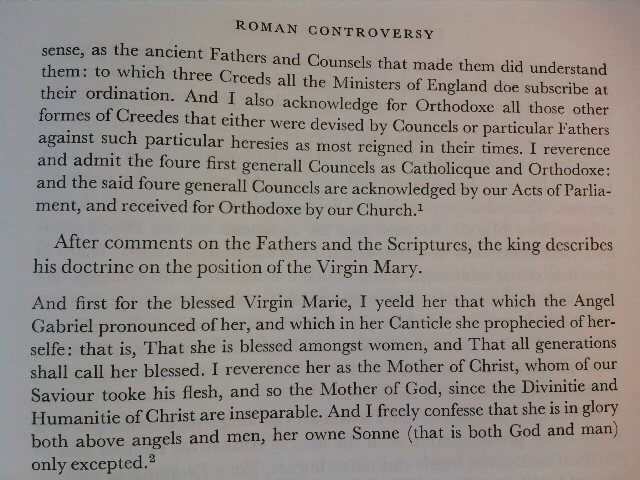 ROMAN CONTROVERSY
sense, as the ancient Fathers and Counsels that made them did understand
them: to which three Creeds all the Ministers of England doe subscribe at
their ordination. And I also acknowledge for Orthodoxe all those other
formes of Creedes that either were devised by Councels or particular Fathers
against such particular heresies as most reigned in their times. I reverence
and admit the foure first generall Councels as Catholicque and Orthodoxe:
and the said foure generall Councels are acknowledged by our Acts of Parlia-
ment, and received for Orthodoxe by our Church.¹
After comments on the Fathers and the Scriptures, the king describes
his doctrine on the position of the Virgin Mary.
And first for the blessed Virgin Marie, I yeeld her that which the Angel
Gabriel pronounced of her, and which in her Canticle she prophecied of her-
selfe: that is, That she is blessed amongst women, and That all generations
shall call her blessed. I reverence her as the Mother of Christ, whom of our
Saviour tooke his flesh, and so the Mother of God, since the Divinitie and
Humanitie of Christ are inseparable. And I freely confesse that she is in glory
both above angels and men, her owne Sonne (that is both God and man)
only excepted.²